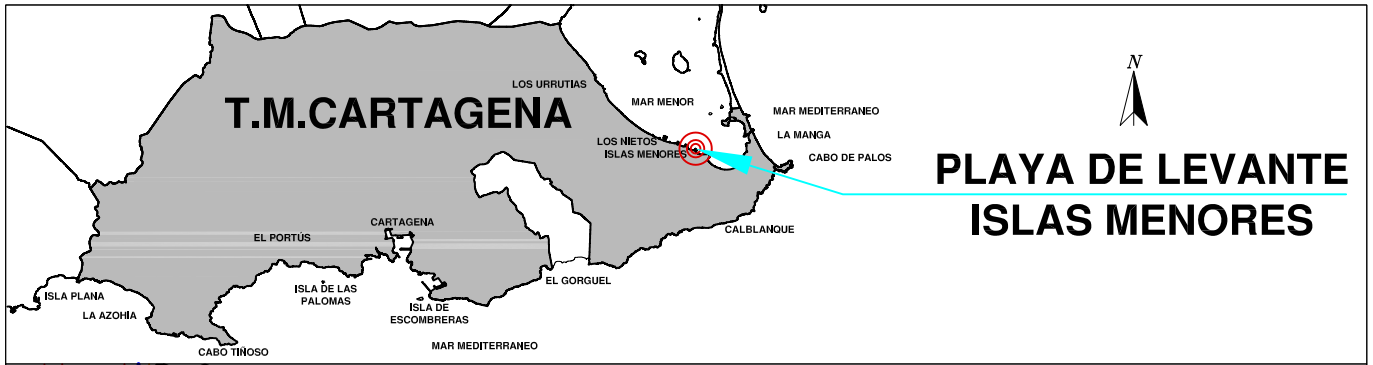 N
LOS URRUTIAS
T.M.CARTAGENA
MAR MENOR
MAR MEDITERRANEO
LA MANGA
LOS NIETOS
ISLAS MENORES
CABO DE PALOS
PLAYA DE LEVANTE
ISLAS MENORES
CARTAGENA
CALBLANQUE
EL PORTÚS
EL GORGUEL
ISLA PLANA
ISLA DE LAS
PALOMAS
LA AZOHÍA
ISLA DE
ESCOMBRERAS
CABO TIÑOSO
MAR MEDITERRANEO